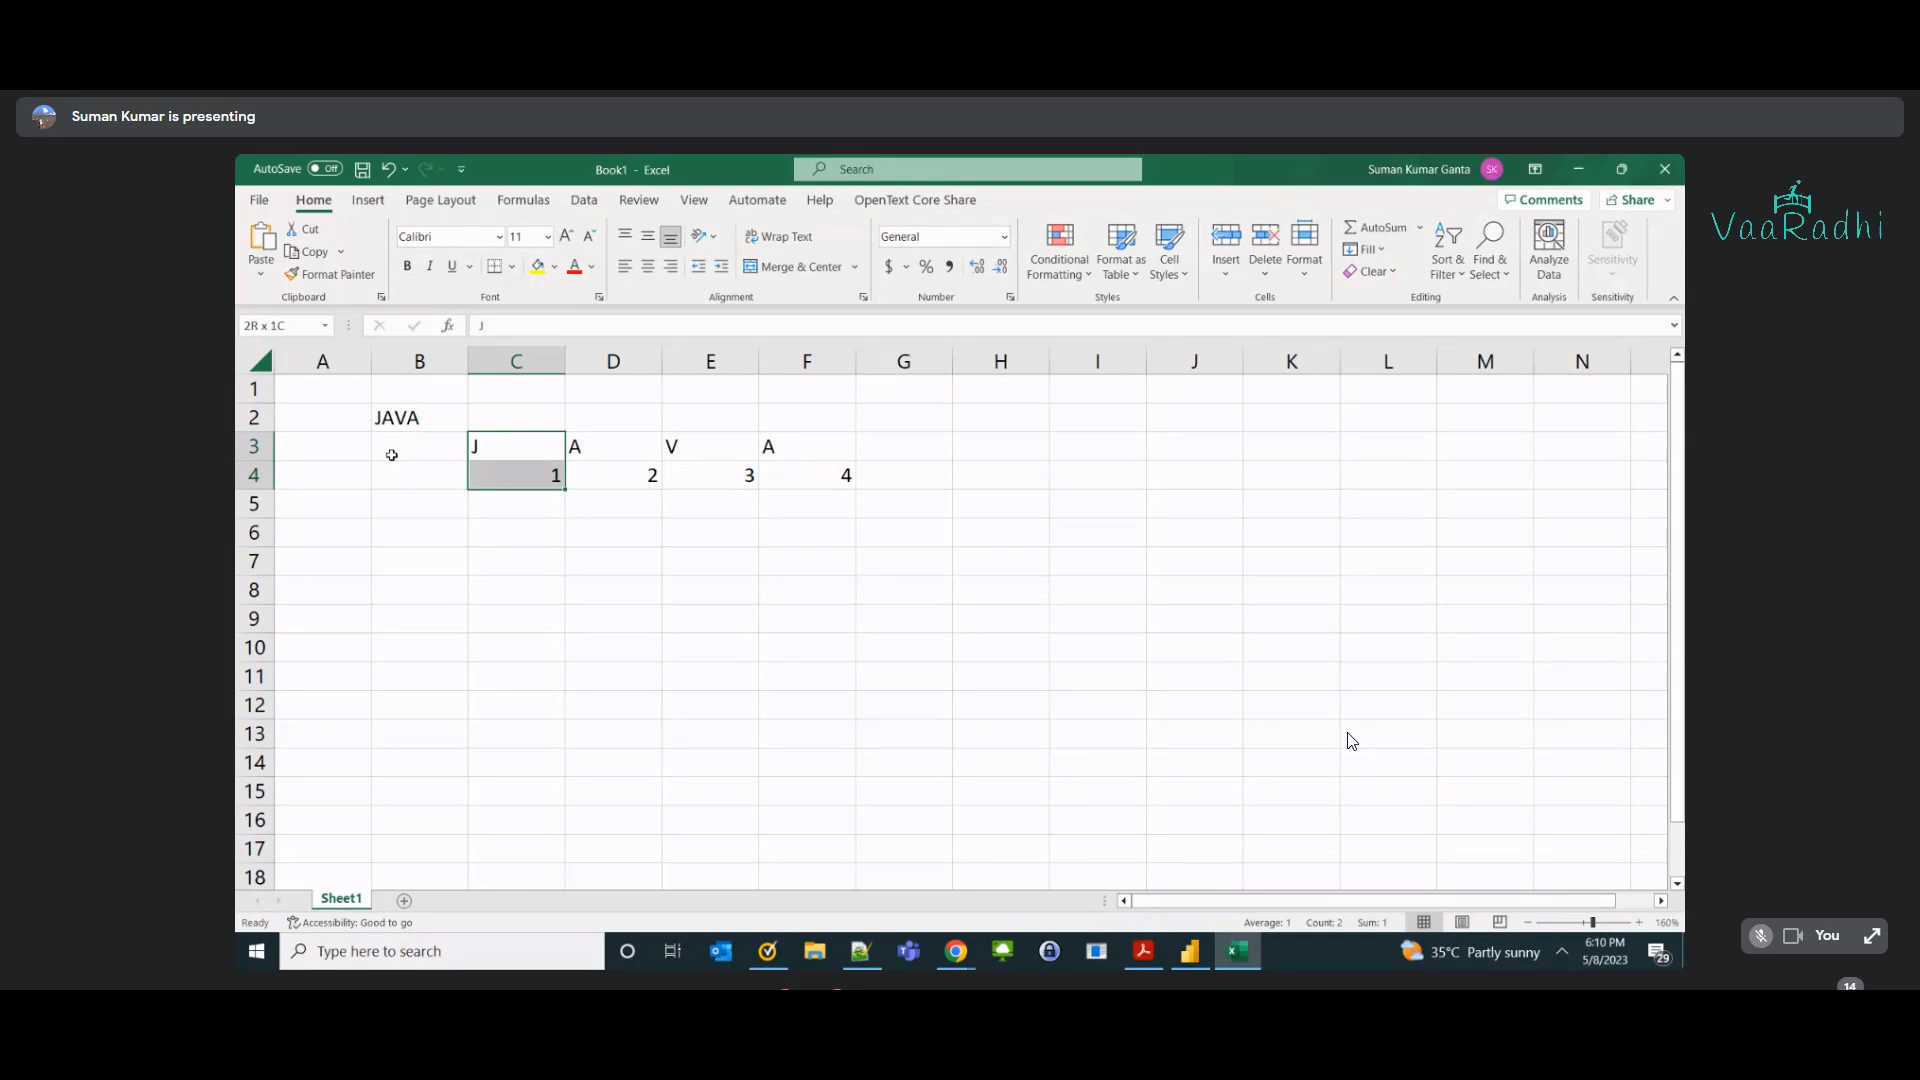 Suman Kumar is presenting
VaaRadhi
AutoSave Off Book1 - Excel Search Suman Kumar Ganta SK
File Home Insert Page Layout Formulas Data Review View Automate Help OpenText Core Share Comments Share
Paste Cut Copy Format Painter Clipboard
Calibri 11 A A B I U A Font
ab Wrap Text Merge & Center Alignment
General $ % 9 Number
Conditional Formatting Format as Table Cell Styles Styles
Insert Delete Format Cells
AutoSum Fill Clear Sort & Filter Find & Select Editing
Analyze Data Analysis
Sensitivity Sensitivity
2R x 1C fx J
A B C D E F G H I J K L M N
1
2 JAVA
3 J A V A
4 1 2 3 4
5
6
7
8
9
10
11
12
13
14
15
16
17
18
Sheet1
Ready Accessibility: Good to go Average: 1 Count: 2 Sum: 1 160%
Type here to search 35°C Partly sunny 6:10 PM 5/8/2023 29
You
14